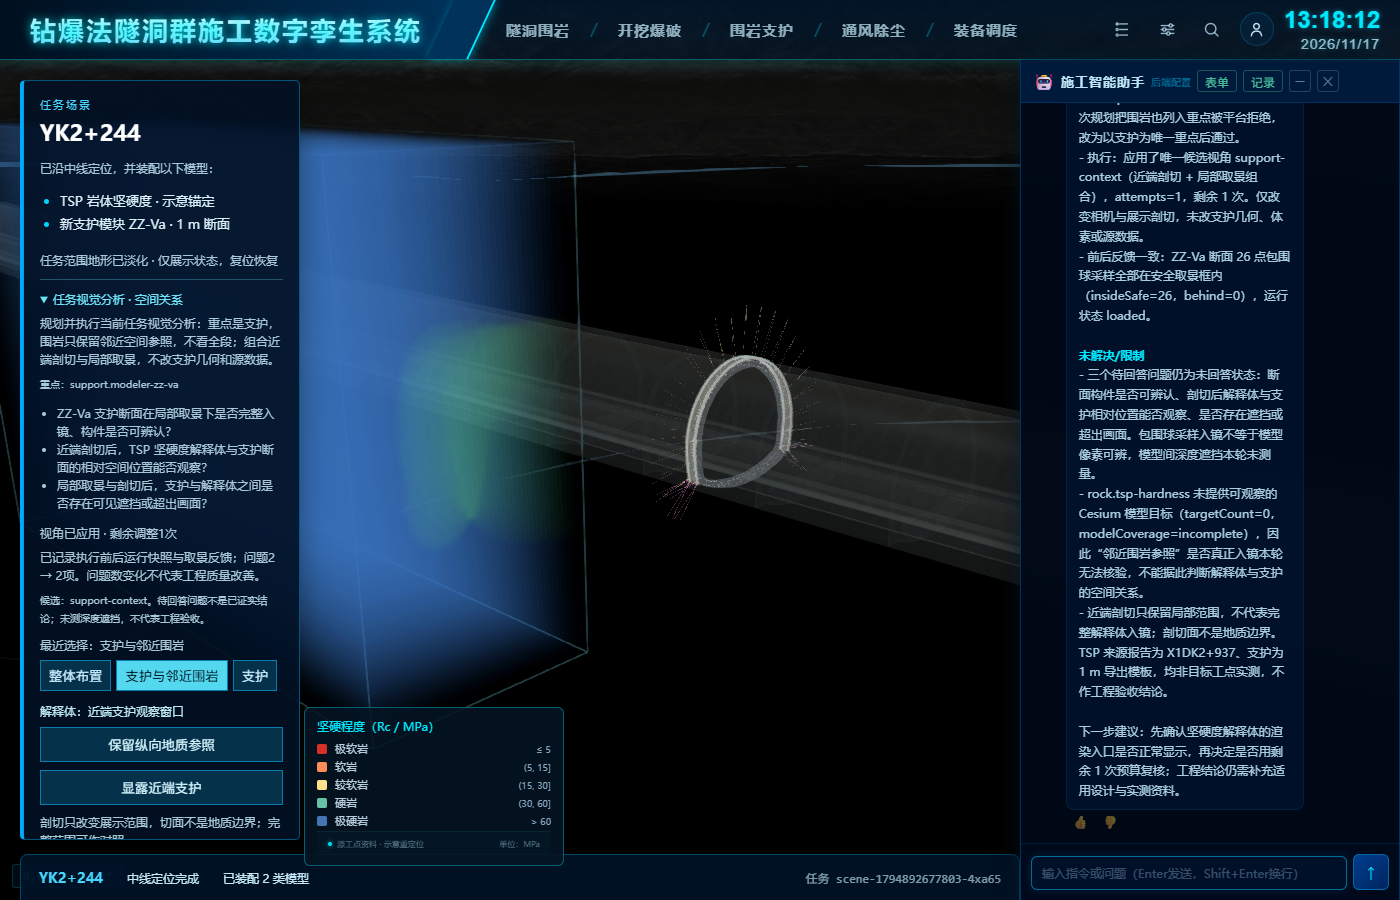 钻爆法隧洞群施工数字孪生系统
隧洞围岩 / 开挖爆破 / 围岩支护 / 通风除尘 / 装备调度
13:18:12
2026/11/17
任务场景
YK2+244
已沿中线定位，并装配以下模型：
• TSP 岩体坚硬度 · 示意锚定
• 新支护模块 ZZ-Va · 1 m 断面
任务范围地形已淡化 · 仅展示状态，复位恢复
▼ 任务视觉分析 · 空间关系
规划并执行当前任务视觉分析：重点是支护，
围岩只保留邻近空间参照，不看全段；组合近
端剖切与局部取景，不改支护几何和源数据。
重点：support.modeler-zz-va
• ZZ-Va 支护断面在局部取景下是否完整入
镜、构件是否可辨认？
• 近端剖切后，TSP 坚硬度解释体与支护断
面的相对空间位置能否观察？
• 局部取景与剖切后，支护与解释体之间是
否存在可见遮挡或超出画面？
视角已应用 · 剩余调整1次
已记录执行前后运行快照与取景反馈；问题2
→ 2项。问题数变化不代表工程质量改善。
候选：support-context。待回答问题不是已证实结
论；未测深度遮挡，不代表工程验收。
最近选择：支护与邻近围岩
整体布置
支护与邻近围岩
支护
解释体：近端支护观察窗口
保留纵向地质参照
显露近端支护
剖切只改变展示范围，切面不是地质边界；完
坚硬程度（Rc / MPa）
极软岩 ≤ 5
软岩 (5, 15]
较软岩 (15, 30]
硬岩 (30, 60]
极硬岩 > 60
源工点资料 · 示意重定位 单位：MPa
YK2+244 中线定位完成 已装配 2 类模型
任务 scene-1794892677803-4xa65
施工智能助手 后端配置 表单 记录
次规划把围岩也列入重点被平台拒绝，
改为以支护为唯一重点后通过。
- 执行：应用了唯一候选视角 support-
context（近端剖切 + 局部取景组
合），attempts=1，剩余 1 次。仅改
变相机与展示剖切，未改支护几何、体
素或源数据。
- 前后反馈一致：ZZ-Va 断面 26 点包围
球采样全部在安全取景框内
（insideSafe=26，behind=0），运行
状态 loaded。
未解决/限制
- 三个待回答问题仍为未回答状态：断
面构件是否可辨认、剖切后解释体与支
护相对位置能否观察、是否存在遮挡或
超出画面。包围球采样入镜不等于模型
像素可辨，模型间深度遮挡本轮未测
量。
- rock.tsp-hardness 未提供可观察的
Cesium 模型目标（targetCount=0，
modelCoverage=incomplete），因
此“邻近围岩参照”是否真正入镜本轮
无法核验，不能据此判断解释体与支护
的空间关系。
- 近端剖切只保留局部范围，不代表完
整解释体入镜；剖切面不是地质边界。
TSP 来源报告为 X1DK2+937、支护为
1 m 导出模板，均非目标工点实测，不
作工程验收结论。
下一步建议：先确认坚硬度解释体的渲
染入口是否正常显示，再决定是否用剩
余 1 次预算复核；工程结论仍需补充适
用设计与实测资料。
输入指令或问题（Enter发送，Shift+Enter换行）